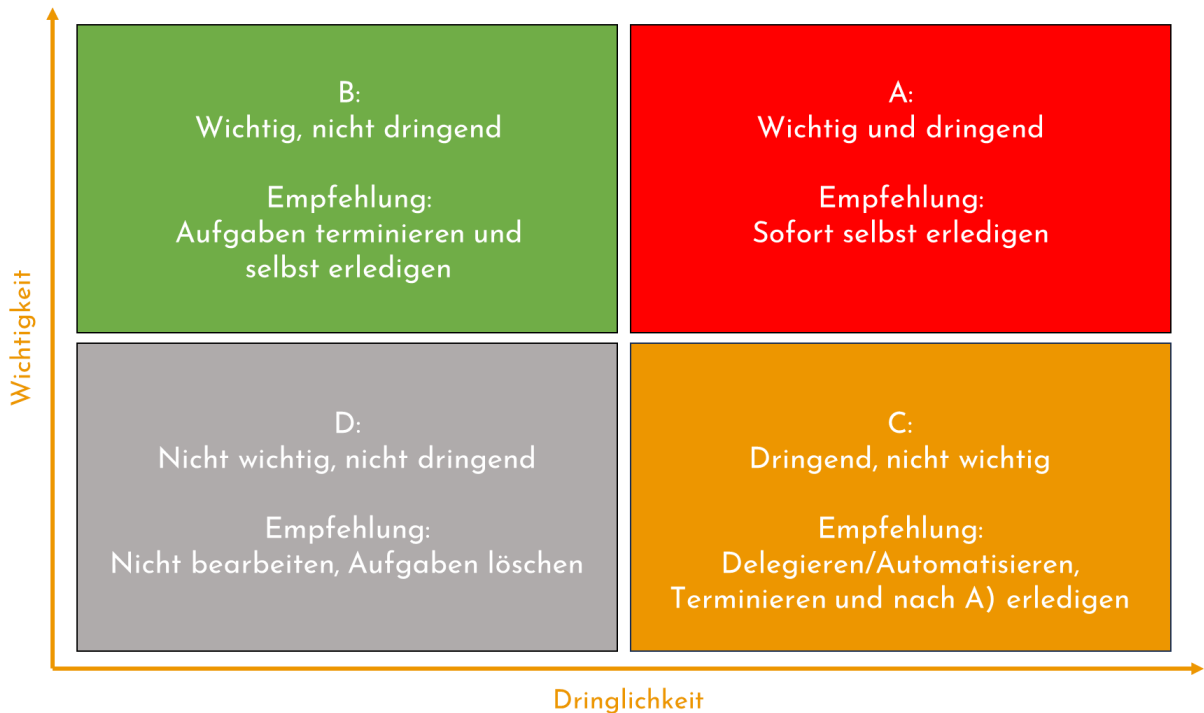 Wichtigkeit
B:
Wichtig, nicht dringend
Empfehlung:
Aufgaben terminieren und
selbst erledigen
A:
Wichtig und dringend
Empfehlung:
Sofort selbst erledigen
D:
Nicht wichtig, nicht dringend
Empfehlung:
Nicht bearbeiten, Aufgaben löschen
C:
Dringend, nicht wichtig
Empfehlung:
Delegieren/Automatisieren,
Terminieren und nach A) erledigen
Dringlichkeit